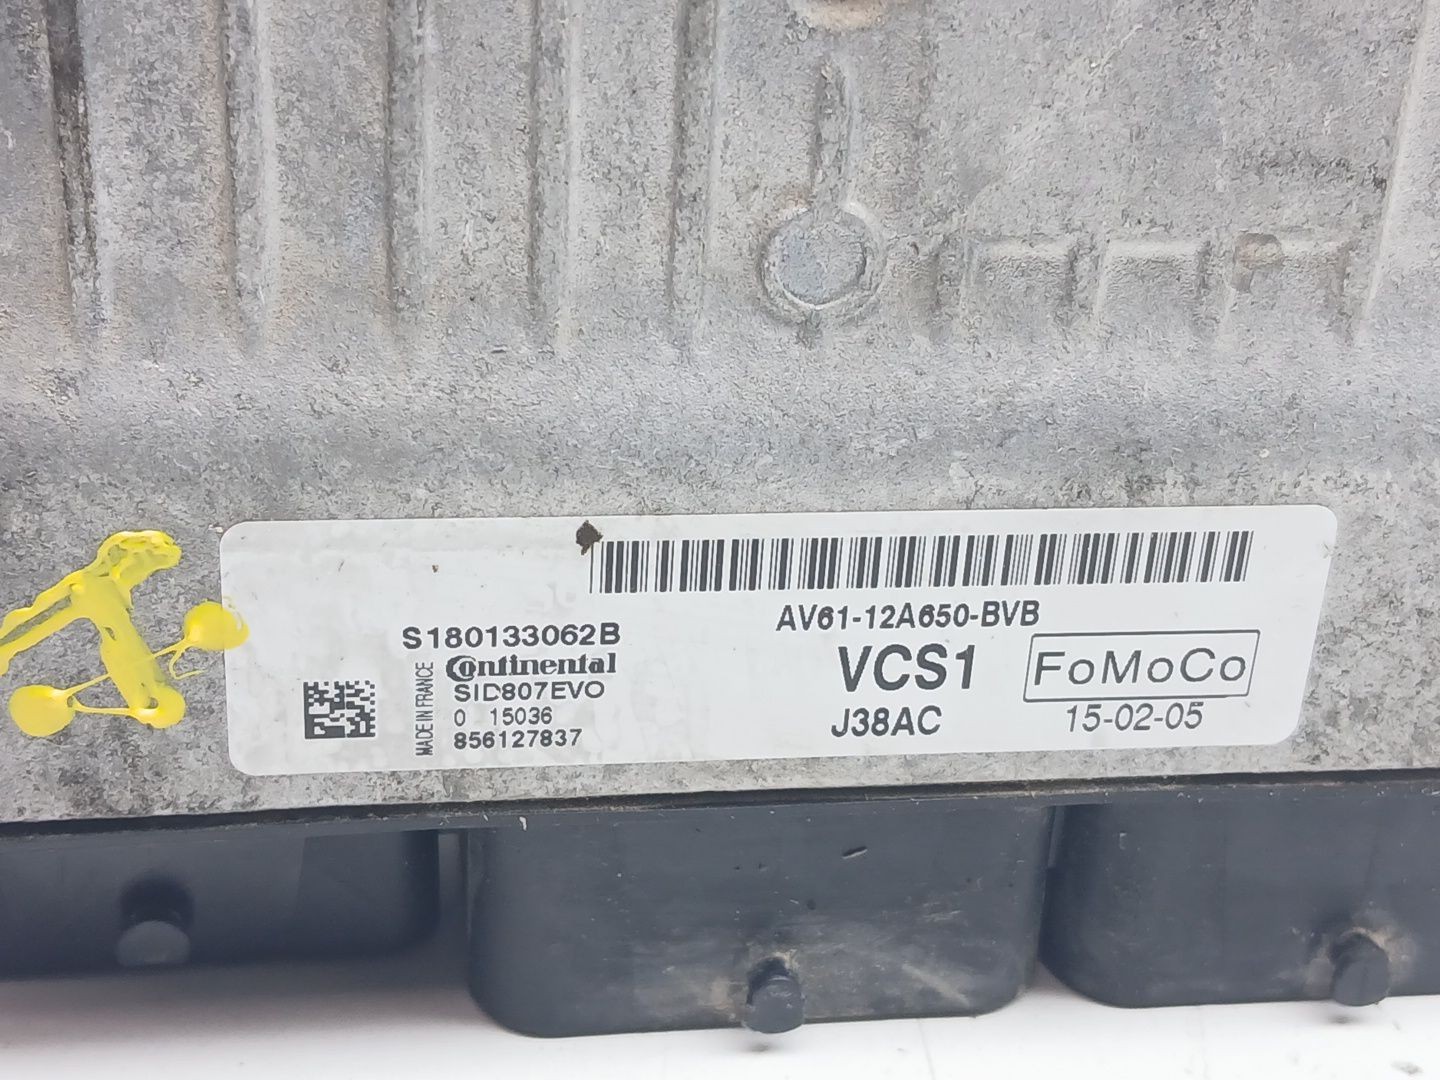 S180133062B
Continental
SID807EVO
0 15036
856127837
MADE IN FRANCE
AV61-12A650-BVB
VCS1
FoMoCo
J38AC
15-02-05